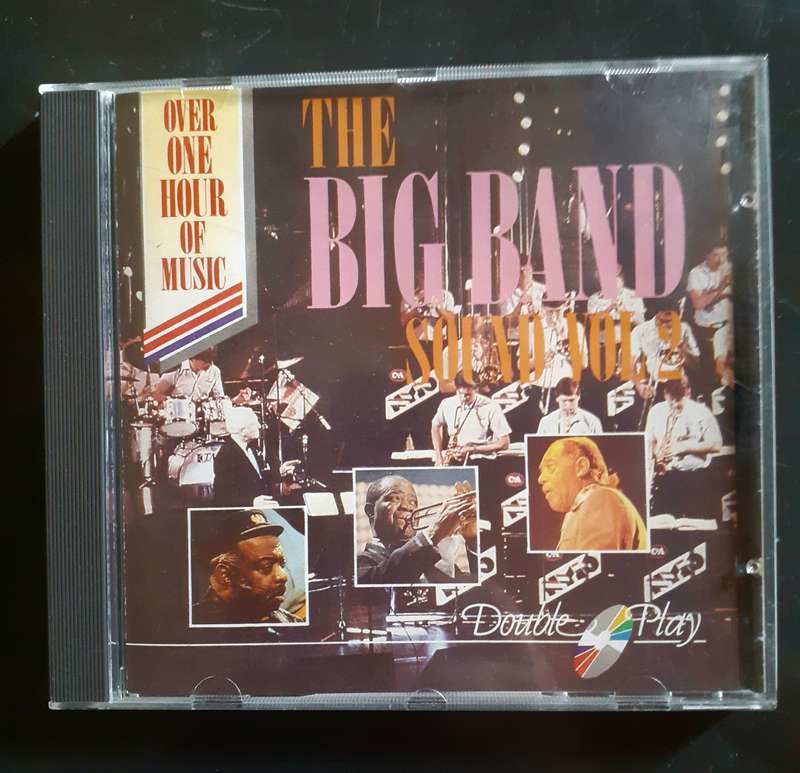 OVER
ONE
HOUR
OF
MUSIC
THE
BIG BAND
SOUND VOL 2
Double Play